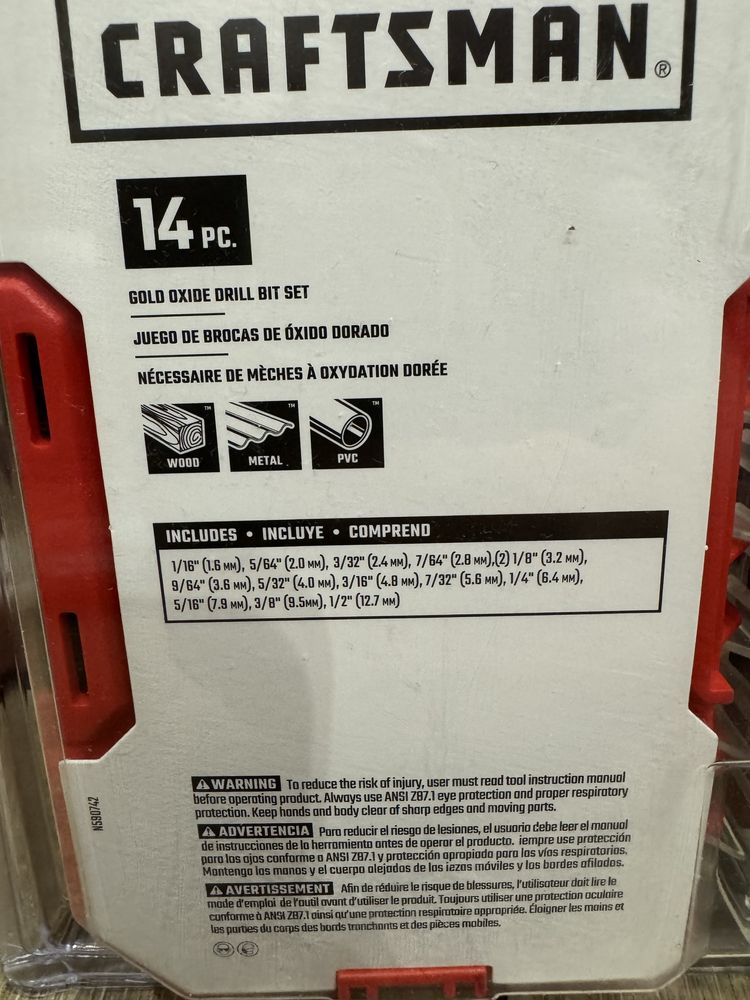 CRAFTSMAN®
14 PC.
GOLD OXIDE DRILL BIT SET
JUEGO DE BROCAS DE ÓXIDO DORADO
NÉCESSAIRE DE MÈCHES À OXYDATION DORÉE
WOOD™ METAL™ PVC™
INCLUDES • INCLUYE • COMPREND
1/16" (1.6 MM), 5/64" (2.0 MM), 3/32" (2.4 MM), 7/64" (2.8 MM),(2) 1/8" (3.2 MM),
9/64" (3.6 MM), 5/32" (4.0 MM), 3/16" (4.8 MM), 7/32" (5.6 MM), 1/4" (6.4 MM),
5/16" (7.9 MM), 3/8" (9.5MM), 1/2" (12.7 MM)
WARNING To reduce the risk of injury, user must read tool instruction manual
before operating product. Always use ANSI Z87.1 eye protection and proper respiratory
protection. Keep hands and body clear of sharp edges and moving parts.
ADVERTENCIA Para reducir el riesgo de lesiones, el usuario debe leer el manual
de instrucciones de la herramienta antes de operar el producto. iempre use protección
para los ojos conforme a ANSI Z87.1 y protección apropiada para las vías respiratorias.
Mantenga las manos y el cuerpo alejados de las iezas móviles y los bordes afilados.
AVERTISSEMENT Afin de réduire le risque de blessures, l'utilisateur doit lire le
mode d'emploi de l'outil avant d'utiliser le produit. Toujours utiliser une protection oculaire
conforme à ANSI Z87.1 ainsi qu'une protection respiratoire appropriée. Éloigner les mains et
les parties du corps des bords tranchants et des pièces mobiles.
N590742